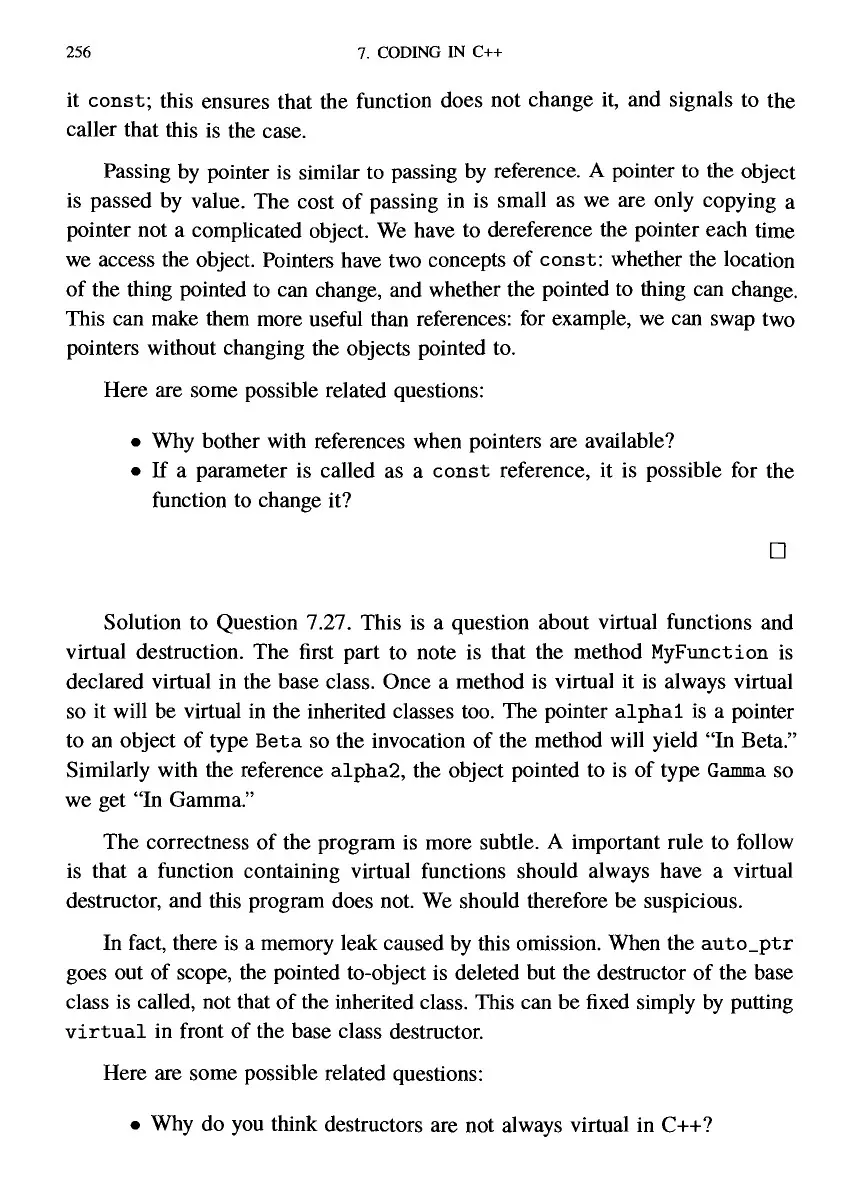 256
7. CODING IN C++
it const; this ensures that the function does not change it, and signals to the
caller that this is the case.
Passing by pointer is similar to passing by reference. A pointer to the object
is passed by value. The cost of passing in is small as we are only copying a
pointer not a complicated object. We have to dereference the pointer each time
we access the object. Pointers have two concepts of const: whether the location
of the thing pointed to can change, and whether the pointed to thing can change.
This can make them more useful than references: for example, we can swap two
pointers without changing the objects pointed to.
Here are some possible related questions:
• Why bother with references when pointers are available?
• If a parameter is called as a const reference, it is possible for the
function to change it?
□
Solution to Question 7.27. This is a question about virtual functions and
virtual destruction. The first part to note is that the method MyFunction is
declared virtual in the base class. Once a method is virtual it is always virtual
so it will be virtual in the inherited classes too. The pointer alpha1 is a pointer
to an object of type Beta so the invocation of the method will yield “In Beta.”
Similarly with the reference alpha2, the object pointed to is of type Gamma so
we get “In Gamma.”
The correctness of the program is more subtle. A important rule to follow
is that a function containing virtual functions should always have a virtual
destructor, and this program does not. We should therefore be suspicious.
In fact, there is a memory leak caused by this omission. When the auto_ptr
goes out of scope, the pointed to-object is deleted but the destructor of the base
class is called, not that of the inherited class. This can be fixed simply by putting
virtual in front of the base class destructor.
Here are some possible related questions:
• Why do you think destructors are not always virtual in C++?